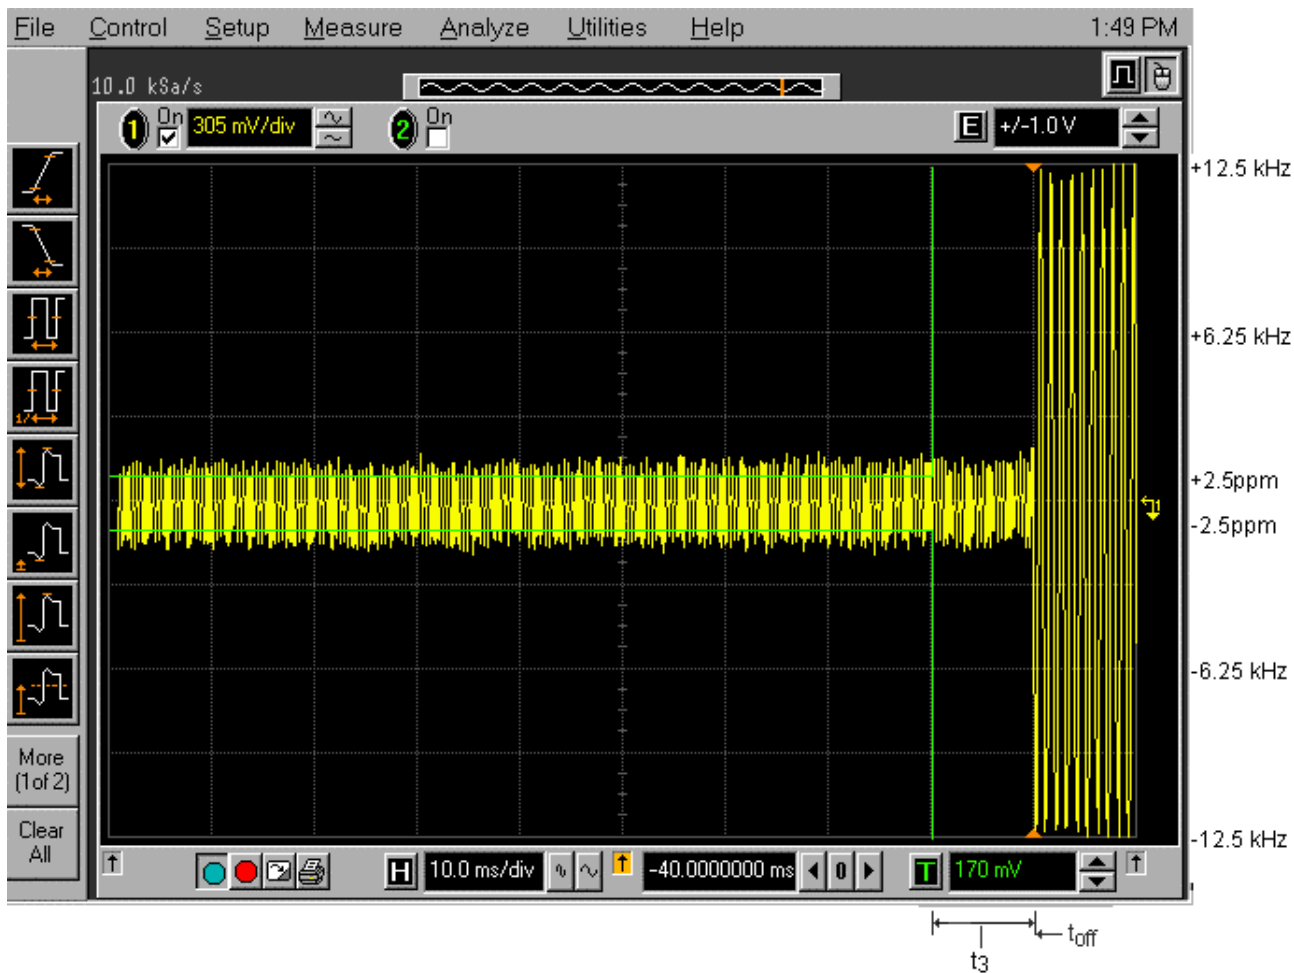 File Control Setup Measure Analyze Utilities Help 1:49 PM
10.0 kSa/s
1 On 305 mV/div 2 On E +/-1.0 V
+12.5 kHz
+6.25 kHz
1/
+2.5ppm
-2.5ppm
-6.25 kHz
More
(1of 2)
Clear
All
-12.5 kHz
H 10.0 ms/div -40.0000000 ms 0 T 170 mV
t3
toff